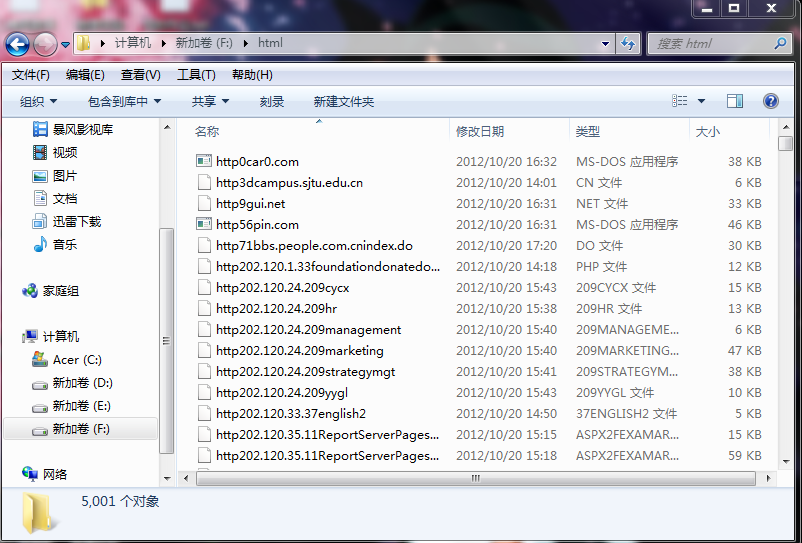 计算机 新加卷 (F:) html 搜索 html
文件(F) 编辑(E) 查看(V) 工具(T) 帮助(H)
组织 包含到库中 共享 刻录 新建文件夹
暴风影视库
视频
图片
文档
迅雷下载
音乐
家庭组
计算机
Acer (C:)
新加卷 (D:)
新加卷 (E:)
新加卷 (F:)
网络
名称 修改日期 类型 大小
http0car0.com 2012/10/20 16:32 MS-DOS 应用程序 38 KB
http3dcampus.sjtu.edu.cn 2012/10/20 14:01 CN 文件 6 KB
http9gui.net 2012/10/20 16:31 NET 文件 33 KB
http56pin.com 2012/10/20 16:31 MS-DOS 应用程序 46 KB
http71bbs.people.com.cnindex.do 2012/10/20 17:20 DO 文件 30 KB
http202.120.1.33foundationdonatedo... 2012/10/20 14:18 PHP 文件 12 KB
http202.120.24.209cycx 2012/10/20 15:43 209CYCX 文件 15 KB
http202.120.24.209hr 2012/10/20 15:38 209HR 文件 13 KB
http202.120.24.209management 2012/10/20 15:40 209MANAGEME... 6 KB
http202.120.24.209marketing 2012/10/20 15:40 209MARKETING... 47 KB
http202.120.24.209strategymgt 2012/10/20 15:41 209STRATEGYM... 38 KB
http202.120.24.209yygl 2012/10/20 15:43 209YYGL 文件 10 KB
http202.120.33.37english2 2012/10/20 14:50 37ENGLISH2 文件 5 KB
http202.120.35.11ReportServerPages... 2012/10/20 15:15 ASPX2FEXAMAR... 15 KB
http202.120.35.11ReportServerPages... 2012/10/20 15:18 ASPX2FEXAMAR... 59 KB
5,001 个对象